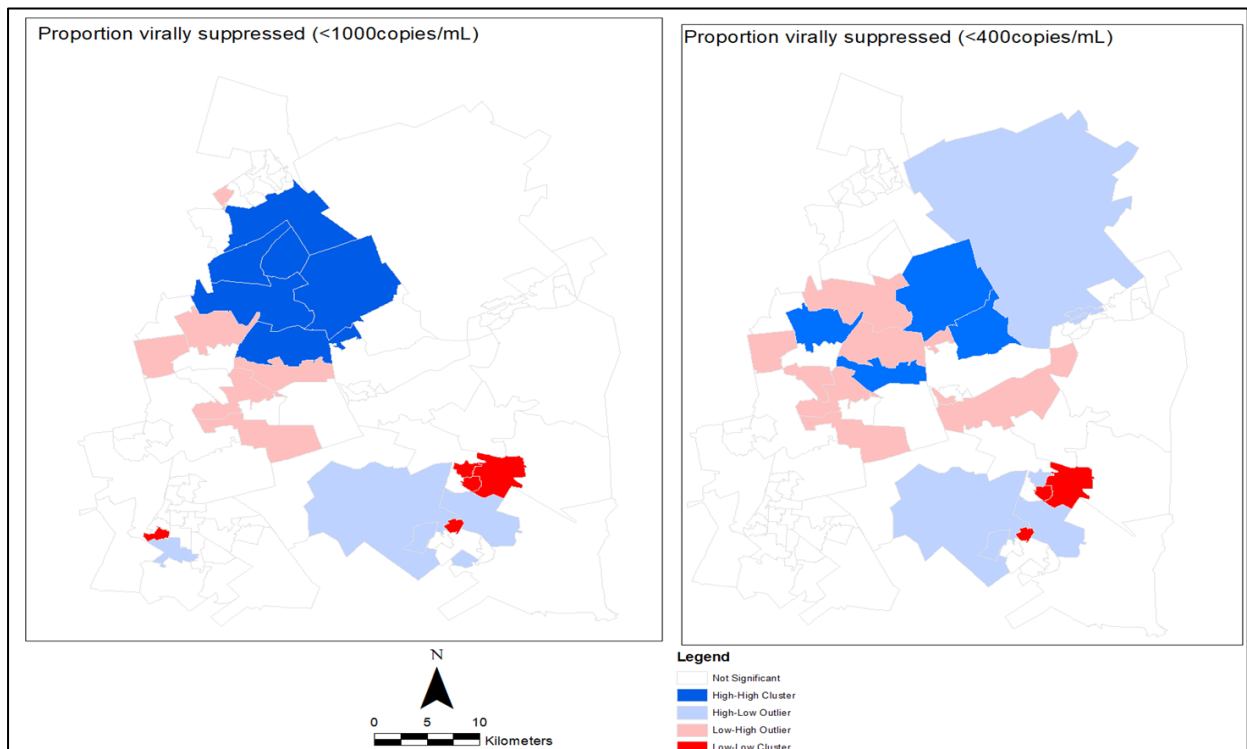 Proportion virally suppressed (<1000copies/mL)
Proportion virally suppressed (<400copies/mL)
N
0 5 10
Kilometers
Legend
Not Significant
High-High Cluster
High-Low Outlier
Low-High Outlier
Low-Low Cluster